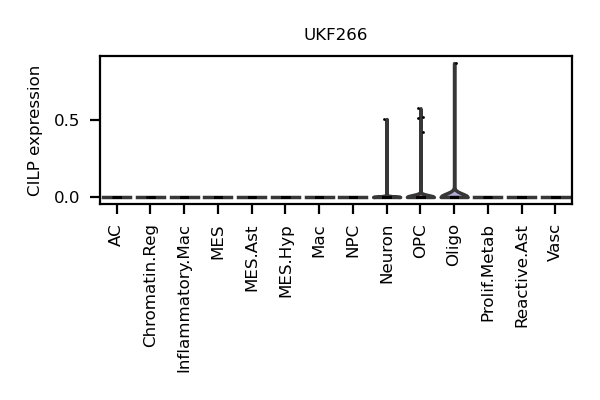 UKF266
CILP expression
0.5
0.0
AC
Chromatin.Reg
Inflammatory.Mac
MES
MES.Ast
MES.Hyp
Mac
NPC
Neuron
OPC
Oligo
Prolif.Metab
Reactive.Ast
Vasc